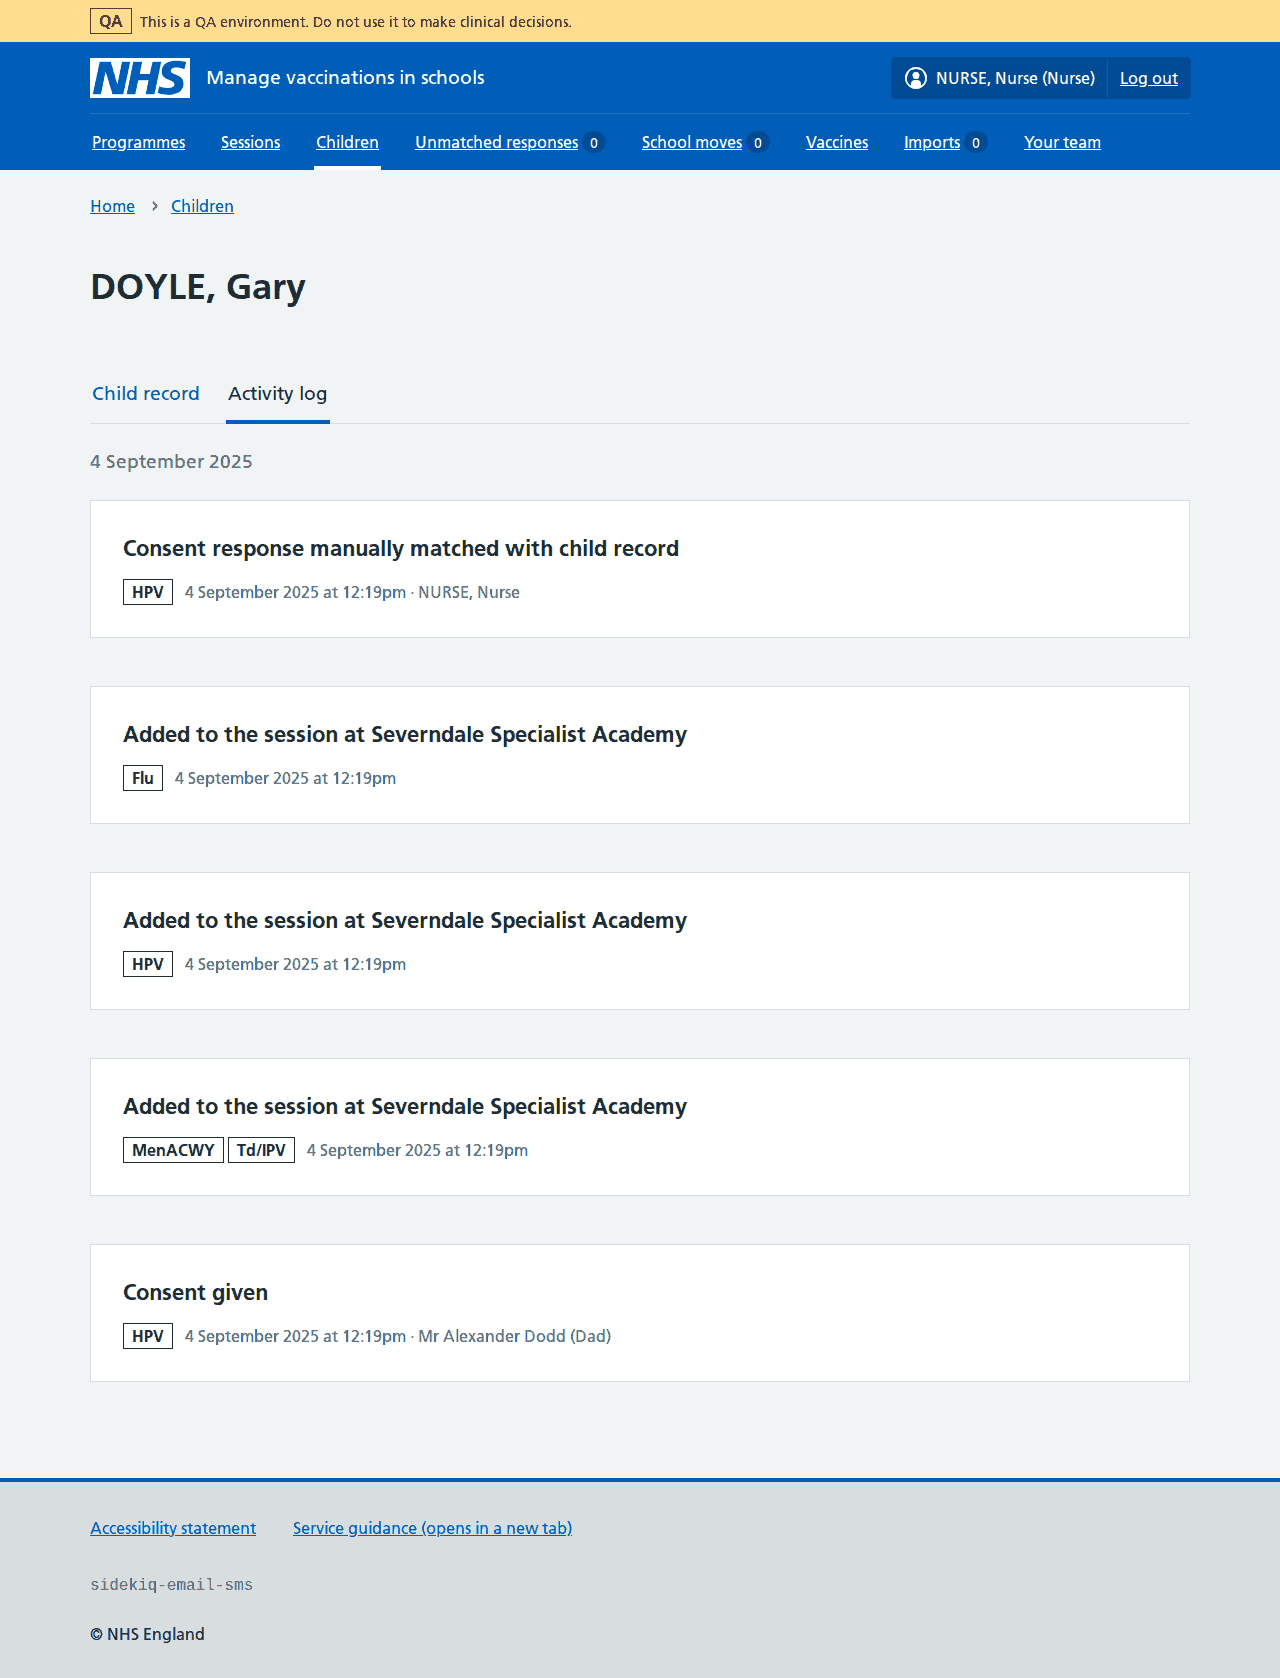 QA This is a QA environment. Do not use it to make clinical decisions.
NHS Manage vaccinations in schools NURSE, Nurse (Nurse) Log out
Programmes Sessions Children Unmatched responses 0 School moves 0 Vaccines Imports 0 Your team
Home › Children
DOYLE, Gary
Child record Activity log
4 September 2025
Consent response manually matched with child record
HPV 4 September 2025 at 12:19pm · NURSE, Nurse
Added to the session at Severndale Specialist Academy
Flu 4 September 2025 at 12:19pm
Added to the session at Severndale Specialist Academy
HPV 4 September 2025 at 12:19pm
Added to the session at Severndale Specialist Academy
MenACWY Td/IPV 4 September 2025 at 12:19pm
Consent given
HPV 4 September 2025 at 12:19pm · Mr Alexander Dodd (Dad)
Accessibility statement Service guidance (opens in a new tab)
sidekiq-email-sms
© NHS England